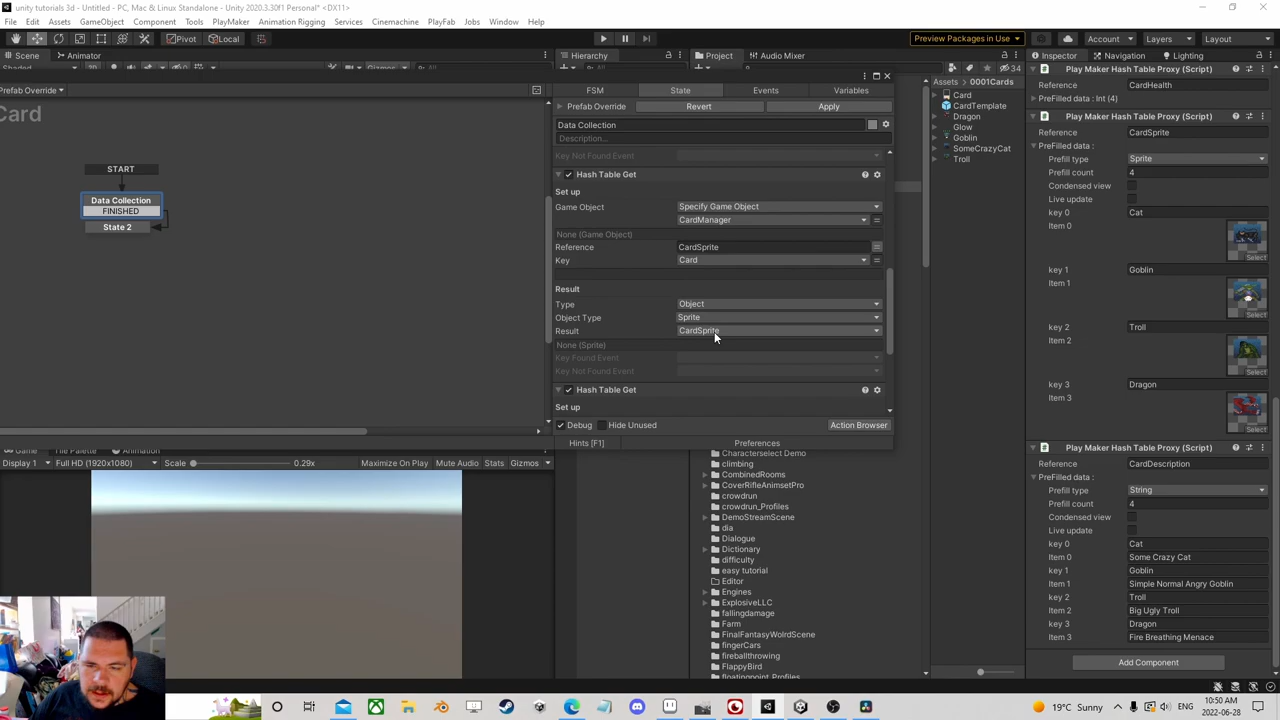 unity tutorials 3d - Untitled - PC, Mac & Linux Standalone - Unity 2020.3.30f1 Personal* <DX11>
File Edit Assets GameObject Component Tools PlayMaker Animation Rigging Services Cinemachine PlayFab Jobs Window Help
Pivot Local Preview Packages in Use Account Layers Layout
Scene Animator Hierarchy Project Audio Mixer Inspector Navigation Lighting
Shaded
34
Prefab Override
Card
START
Data Collection
FINISHED
State 2
FSM State Events Variables
Prefab Override Revert Apply
Data Collection
Description...
Key Not Found Event
Hash Table Get
Set up
Game Object Specify Game Object
CardManager
None (Game Object)
Reference CardSprite
Key Card
Result
Type Object
Object Type Sprite
Result CardSprite
None (Sprite)
Key Found Event
Key Not Found Event
Hash Table Get
Set up
Debug Hide Unused Action Browser
Hints [F1] Preferences
Assets 0001Cards
Card
CardTemplate
Dragon
Glow
Goblin
SomeCrazyCat
Troll
Play Maker Hash Table Proxy (Script)
Reference CardHealth
PreFilled data : Int (4)
Play Maker Hash Table Proxy (Script)
Reference CardSprite
PreFilled data :
Prefill type Sprite
Prefill count 4
Condensed view
Live update
key 0 Cat
Item 0
Select
key 1 Goblin
Item 1
Select
key 2 Troll
Item 2
Select
key 3 Dragon
Item 3
Select
Play Maker Hash Table Proxy (Script)
Reference CardDescription
PreFilled data :
Prefill type String
Prefill count 4
Condensed view
Live update
key 0 Cat
Item 0 Some Crazy Cat
key 1 Goblin
Item 1 Simple Normal Angry Goblin
key 2 Troll
Item 2 Big Ugly Troll
key 3 Dragon
Item 3 Fire Breathing Menace
Add Component
Game Tile Palette Animation
Display 1 Full HD (1920x1080) Scale 0.29x Maximize On Play Mute Audio Stats Gizmos
Characterselect Demo
climbing
CombinedRooms
CoverRifleAnimsetPro
crowdrun
crowdrun_Profiles
DemoStreamScene
dia
Dialogue
Dictionary
difficulty
easy tutorial
Editor
Engines
ExplosiveLLC
fallingdamage
Farm
FinalFantasyWolrdScene
fingerCars
fireballthrowing
FlappyBird
floatingpoint_Profiles
19°C Sunny
10:50 AM
2022-06-28